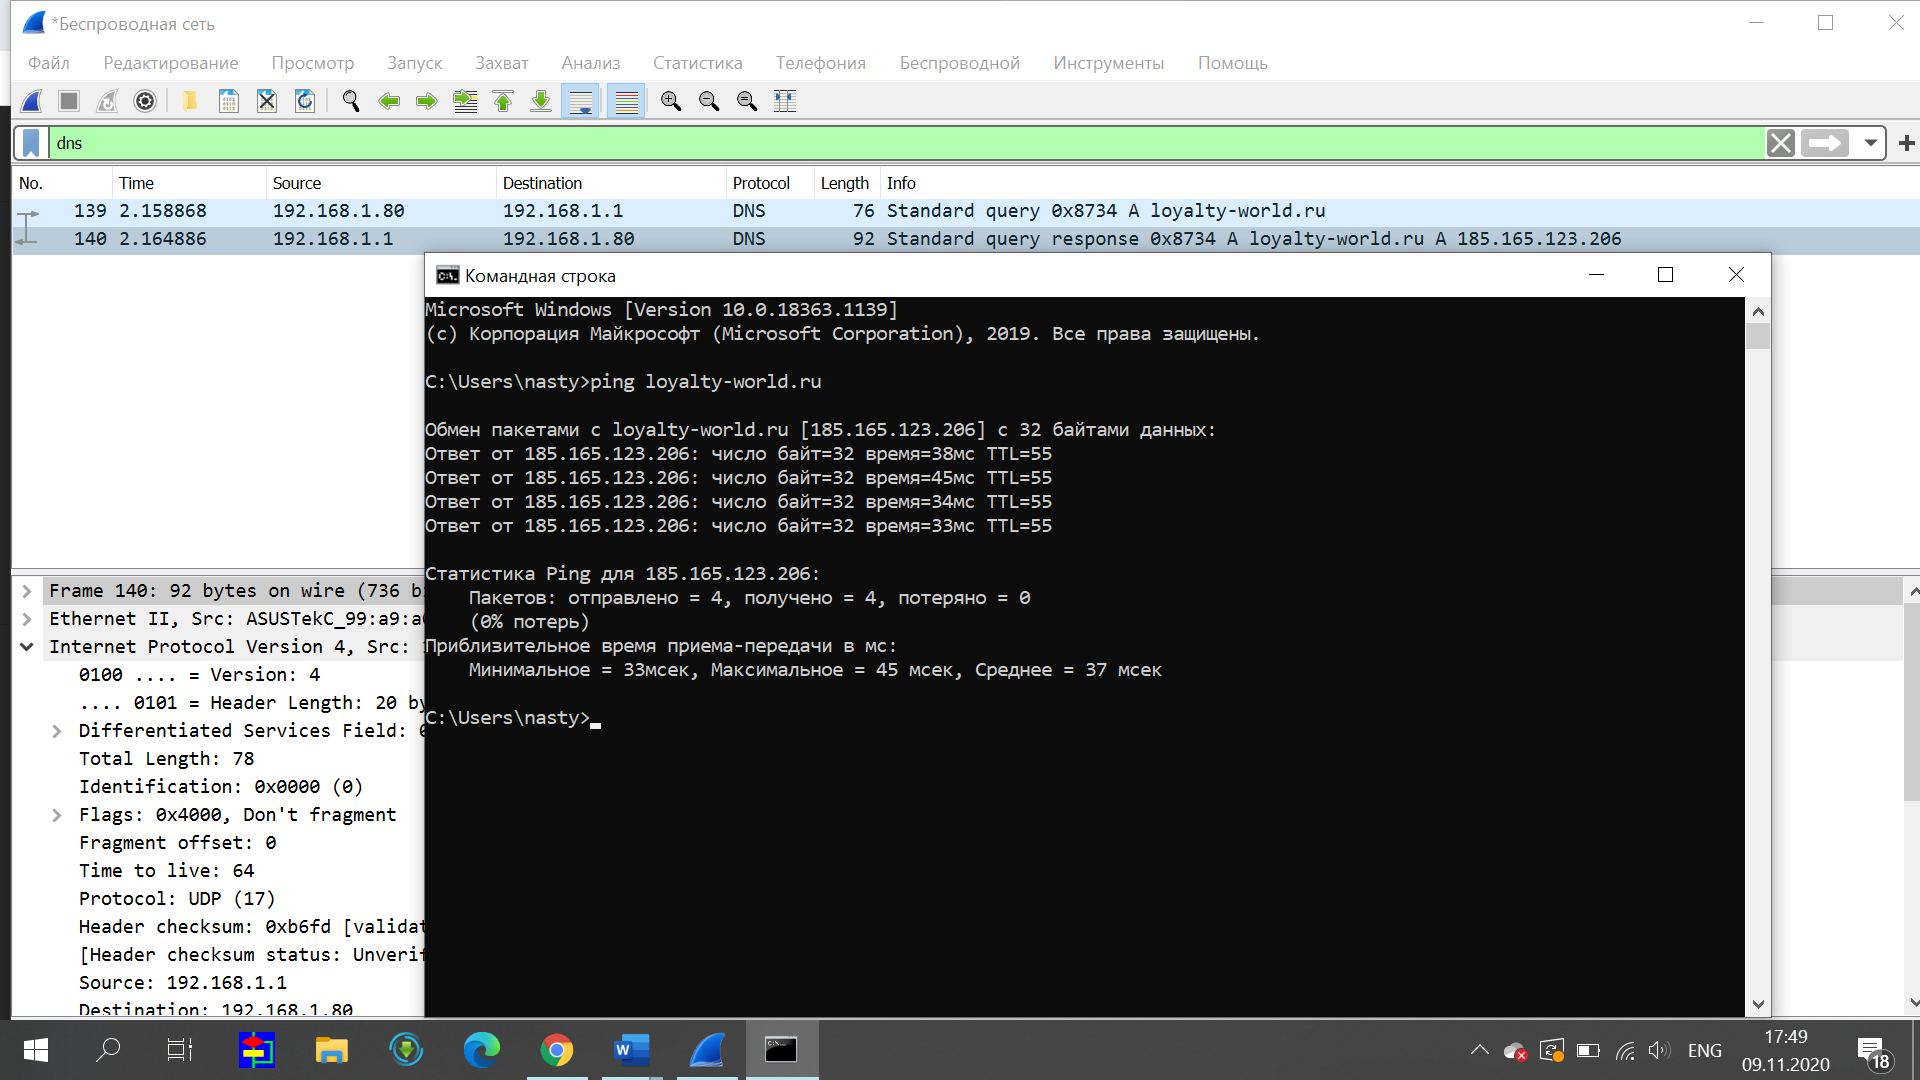 *Беспроводная сеть
Файл Редактирование Просмотр Запуск Захват Анализ Статистика Телефония Беспроводной Инструменты Помощь
dns
No. Time Source Destination Protocol Length Info
139 2.158868 192.168.1.80 192.168.1.1 DNS 76 Standard query 0x8734 A loyalty-world.ru
140 2.164886 192.168.1.1 192.168.1.80 DNS 92 Standard query response 0x8734 A loyalty-world.ru A 185.165.123.206
Командная строка
Microsoft Windows [Version 10.0.18363.1139]
(c) Корпорация Майкрософт (Microsoft Corporation), 2019. Все права защищены.
C:\Users\nasty>ping loyalty-world.ru
Обмен пакетами с loyalty-world.ru [185.165.123.206] с 32 байтами данных:
Ответ от 185.165.123.206: число байт=32 время=38мс TTL=55
Ответ от 185.165.123.206: число байт=32 время=45мс TTL=55
Ответ от 185.165.123.206: число байт=32 время=34мс TTL=55
Ответ от 185.165.123.206: число байт=32 время=33мс TTL=55
Статистика Ping для 185.165.123.206:
Пакетов: отправлено = 4, получено = 4, потеряно = 0
(0% потерь)
Приблизительное время приема-передачи в мс:
Минимальное = 33мсек, Максимальное = 45 мсек, Среднее = 37 мсек
C:\Users\nasty>
Frame 140: 92 bytes on wire (736 b
Ethernet II, Src: ASUSTekC_99:a9:a
Internet Protocol Version 4, Src:
0100 .... = Version: 4
.... 0101 = Header Length: 20 by
Differentiated Services Field:
Total Length: 78
Identification: 0x0000 (0)
Flags: 0x4000, Don't fragment
Fragment offset: 0
Time to live: 64
Protocol: UDP (17)
Header checksum: 0xb6fd [validat
[Header checksum status: Unverif
Source: 192.168.1.1
Destination: 192.168.1.80
ENG
17:49
09.11.2020
18